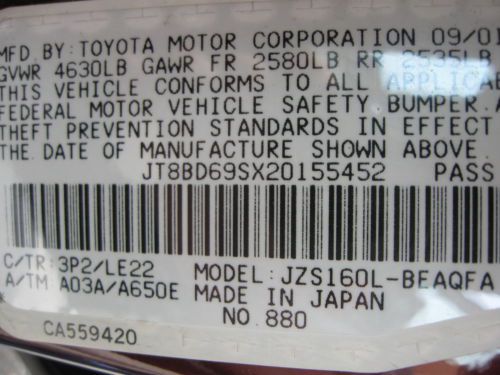 MFD.BY:TOYOTA MOTOR CORPORATION 09/01
GVWR 4630LB GAWR FR 2580LB RR 2535LB
THIS VEHICLE CONFORMS TO ALL APPLICA
FEDERAL MOTOR VEHICLE SAFETY.BUMPER.A
THEFT PREVENTION STANDARDS IN EFFECT
THE DATE OF MANUFACTURE SHOWN ABOVE.
JT8BD69SX20155452 PASS
C/TR:3P2/LE22
A/TM:A03A/A650E
MODEL:JZS160L-BEAQFA
MADE IN JAPAN
NO.880
CA559420